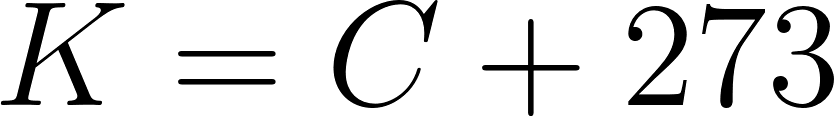 K = C + 273